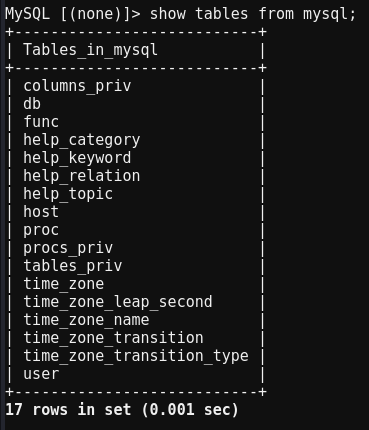 MySQL [(none)]> show tables from mysql;
+---------------------------+
| Tables_in_mysql           |
+---------------------------+
| columns_priv              |
| db                        |
| func                      |
| help_category             |
| help_keyword              |
| help_relation             |
| help_topic                |
| host                      |
| proc                      |
| procs_priv                |
| tables_priv               |
| time_zone                 |
| time_zone_leap_second     |
| time_zone_name            |
| time_zone_transition      |
| time_zone_transition_type |
| user                      |
+---------------------------+
17 rows in set (0.001 sec)